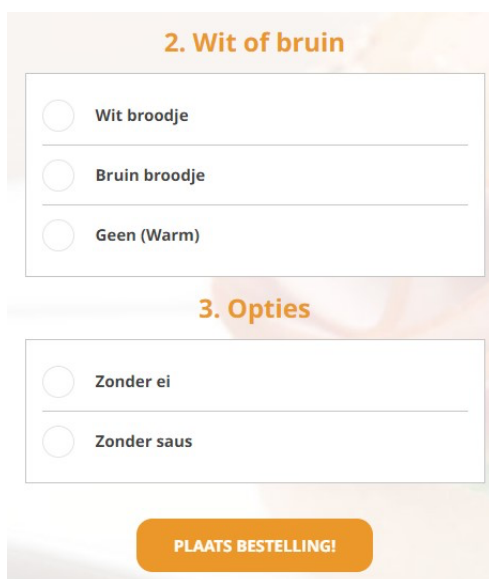 2. Wit of bruin
Wit broodje
Bruin broodje
Geen (Warm)
3. Opties
Zonder ei
Zonder saus
PLAATS BESTELLING!